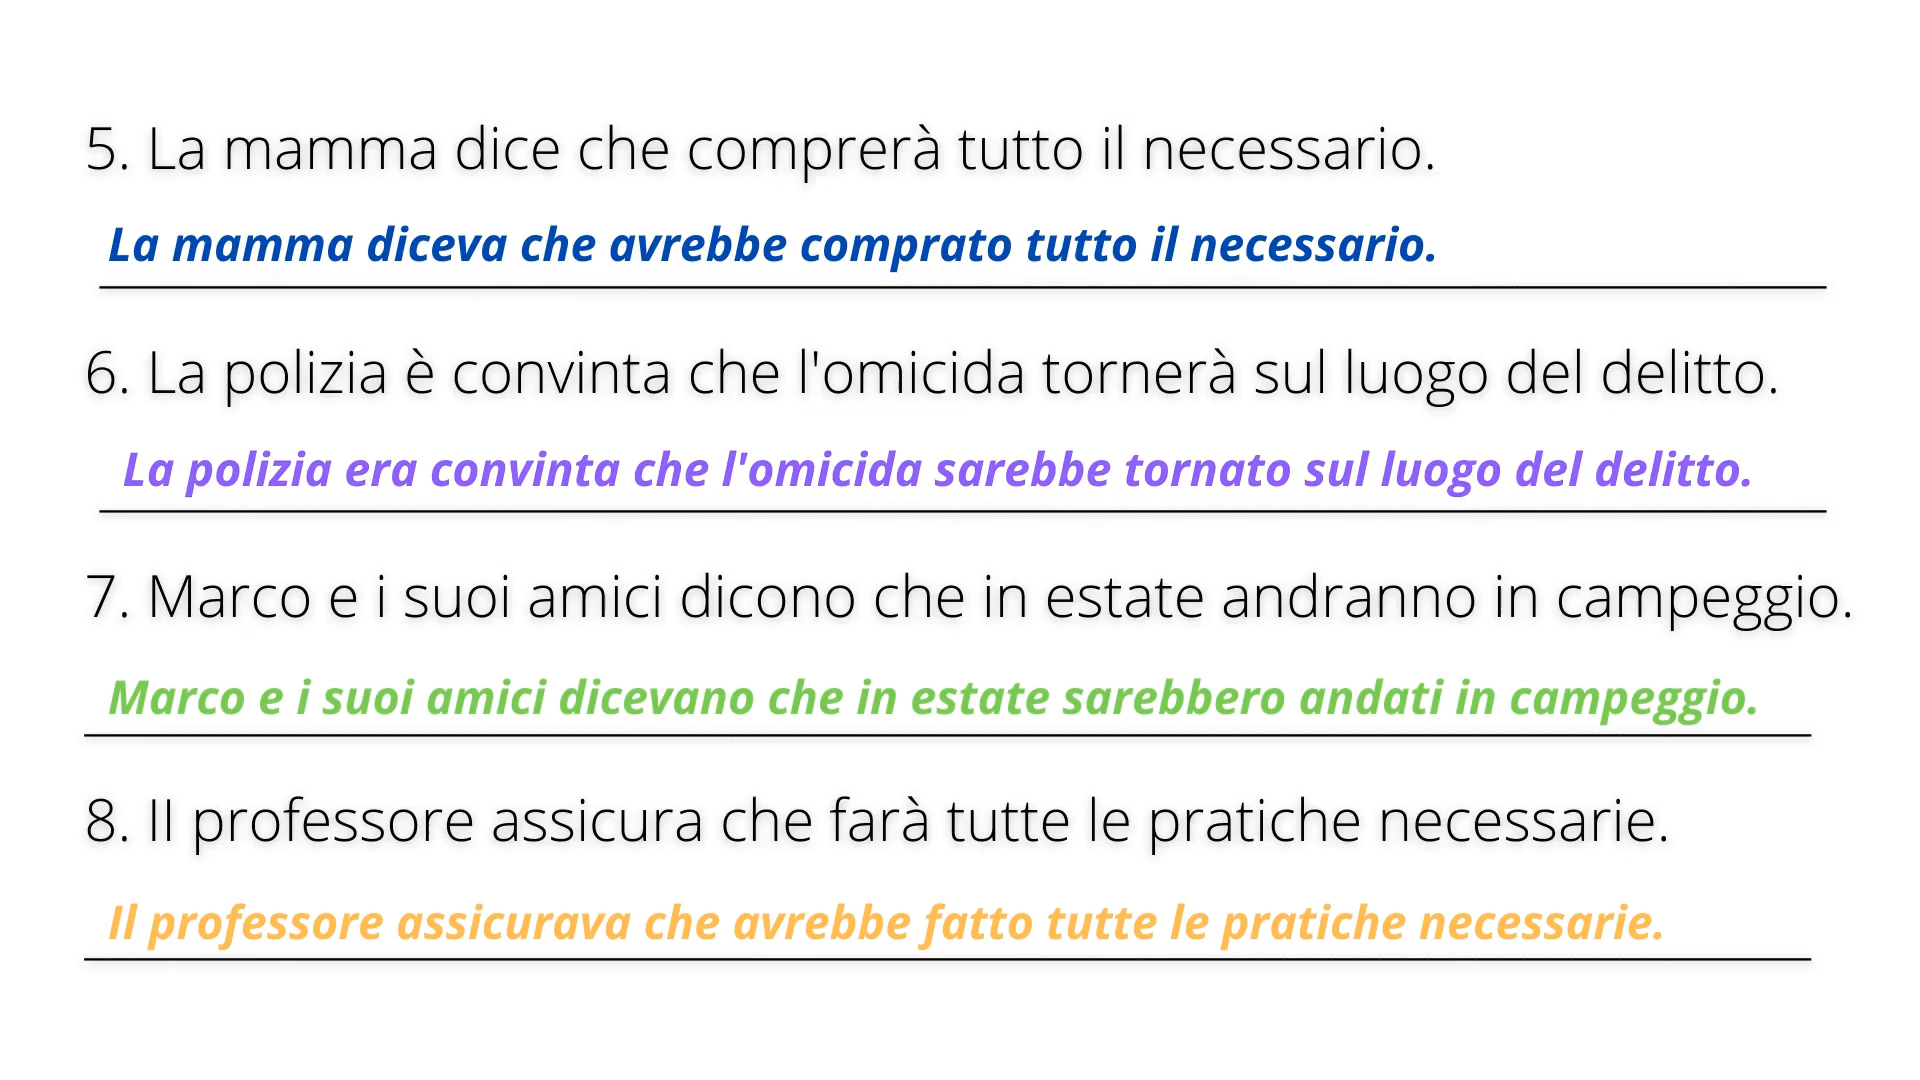 5. La mamma dice che comprerà tutto il necessario.
La mamma diceva che avrebbe comprato tutto il necessario.
6. La polizia è convinta che l'omicida tornerà sul luogo del delitto.
La polizia era convinta che l'omicida sarebbe tornato sul luogo del delitto.
7. Marco e i suoi amici dicono che in estate andranno in campeggio.
Marco e i suoi amici dicevano che in estate sarebbero andati in campeggio.
8. Il professore assicura che farà tutte le pratiche necessarie.
Il professore assicurava che avrebbe fatto tutte le pratiche necessarie.